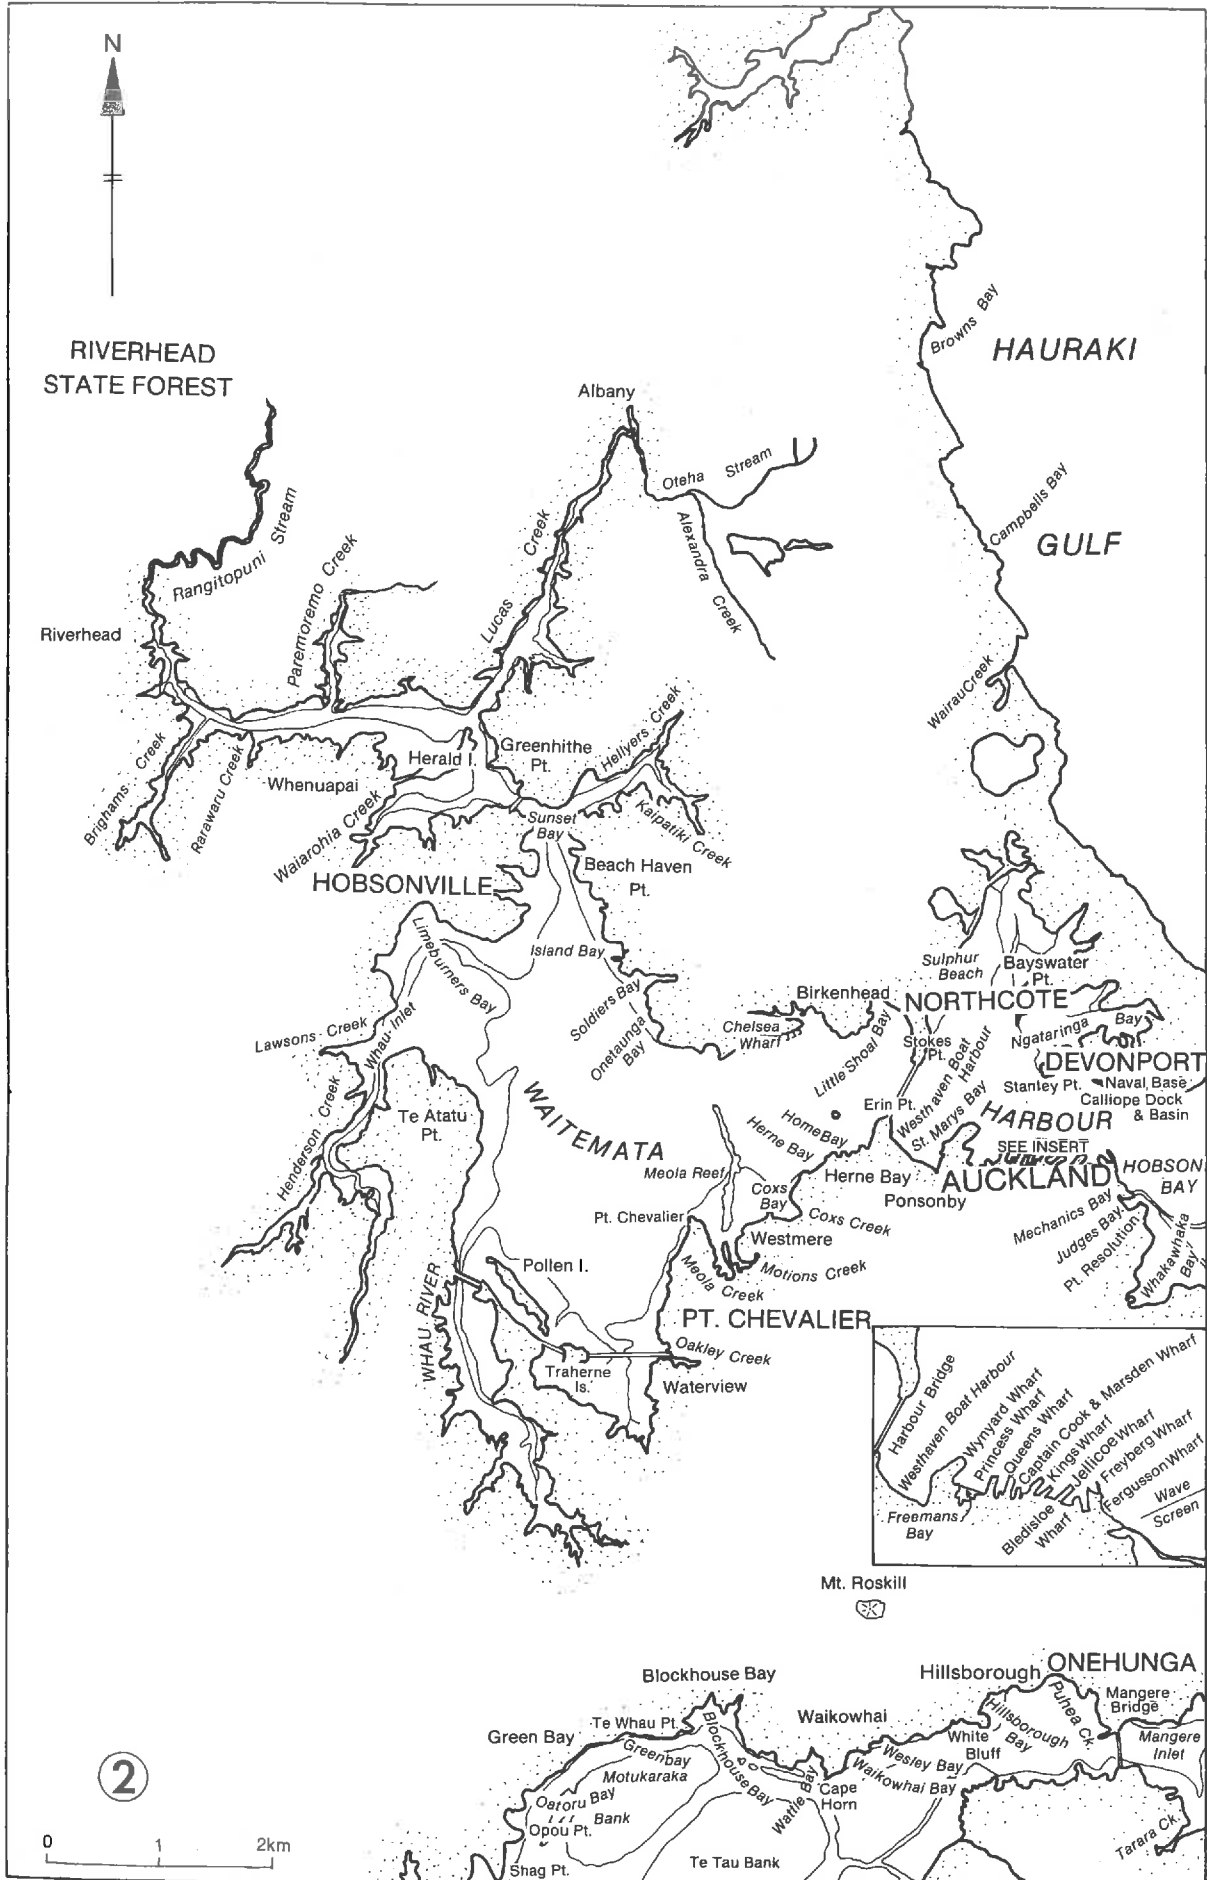 N
RIVERHEAD
STATE FOREST
Browns Bay
HAURAKI
Albany
Oteha Stream
Campbells Bay
GULF
Rangitopuni Stream
Paremoremo Creek
Lucas Creek
Alexandra Creek
Riverhead
Wairau Creek
Brighams Creek
Rarawaru Creek
Whenuapai
Herald I.
Greenhithe
Pt.
Hellyers Creek
Waiarohia Creek
Sunset
Bay
Kaipatiki Creek
HOBSONVILLE
Beach Haven
Pt.
Limeburners Bay
Island Bay
Sulphur
Beach
Bayswater
Pt.
Soldiers Bay
Birkenhead
NORTHCOTE
Lawsons Creek
Whau Inlet
Onetaunga
Bay
Chelsea
Wharf
Little Shoal Bay
Stokes
Pt.
Westhaven Boat
Harbour
Ngataringa Bay
DEVONPORT
Stanley Pt.
Naval Base
Calliope Dock
& Basin
Henderson Creek
Te Atatu
Pt.
WAITEMATA
Home Bay
Herne Bay
Erin Pt.
St. Marys Bay
HARBOUR
SEE INSERT
Meola Reef
Coxs
Bay
Herne Bay
Ponsonby
AUCKLAND
HOBSON
BAY
Pt. Chevalier
Westmere
Coxs Creek
Mechanics Bay
Judges Bay
Pt. Resolution
Whakawhaka
Bay
WHAU RIVER
Pollen I.
Meola Creek
Motions Creek
PT. CHEVALIER
Oakley Creek
Traherne
Is.
Waterview
Harbour Bridge
Westhaven Boat Harbour
Wynyard Wharf
Princess Wharf
Queens Wharf
Captain Cook & Marsden Wharf
Kings Wharf
Jellicoe Wharf
Freyberg Wharf
Fergusson Wharf
Freemans
Bay
Bledisloe
Wharf
Wave
Screen
Mt. Roskill
Blockhouse Bay
Hillsborough
ONEHUNGA
Te Whau Pt.
Waikowhai
Puhea Ck.
Mangere
Bridge
Green Bay
Blockhouse Bay
Hillsborough
Bay
White
Bluff
Mangere
Inlet
Greenbay
Wesley Bay
Motukaraka
Bank
Waikowhai Bay
Oatoru Bay
Wattle Bay
Cape
Horn
Opou Pt.
Tarara Ck.
Shag Pt.
Te Tau Bank
2
0 1 2km